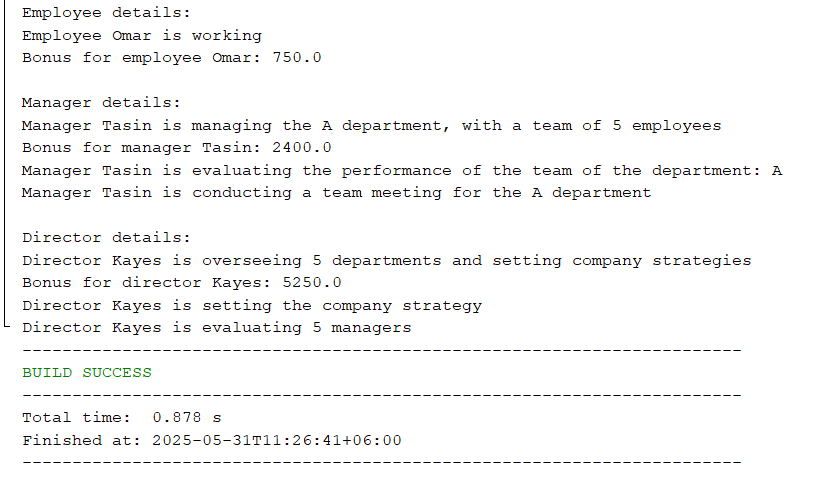 Employee details:
Employee Omar is working
Bonus for employee Omar: 750.0
Manager details:
Manager Tasin is managing the A department, with a team of 5 employees
Bonus for manager Tasin: 2400.0
Manager Tasin is evaluating the performance of the team of the department: A
Manager Tasin is conducting a team meeting for the A department
Director details:
Director Kayes is overseeing 5 departments and setting company strategies
Bonus for director Kayes: 5250.0
Director Kayes is setting the company strategy
Director Kayes is evaluating 5 managers
------------------------------------------------------------------------
BUILD SUCCESS
------------------------------------------------------------------------
Total time:  0.878 s
Finished at: 2025-05-31T11:26:41+06:00
------------------------------------------------------------------------